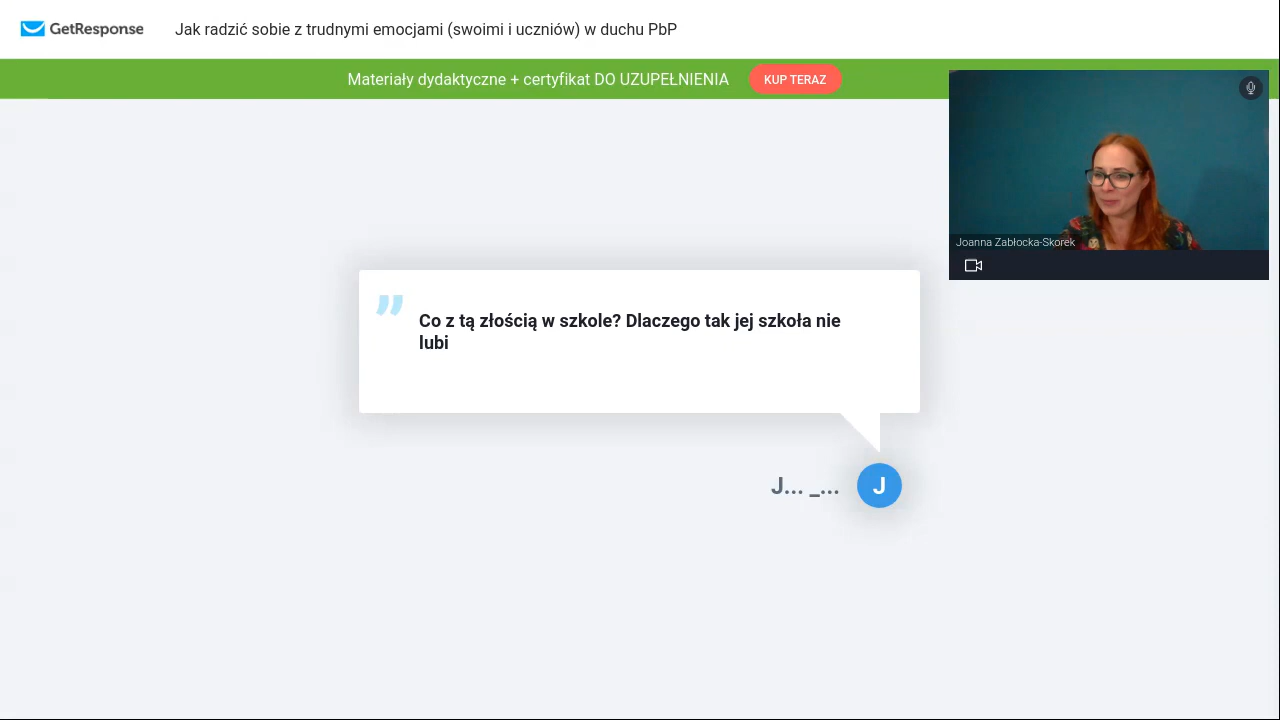 GetResponse
Jak radzić sobie z trudnymi emocjami (swoimi i uczniów) w duchu PbP
Materiały dydaktyczne + certyfikat DO UZUPEŁNIENIA
KUP TERAZ
Joanna Zabłocka-Skorek
” Co z tą złością w szkole? Dlaczego tak jej szkoła nie
lubi
J... _...
J